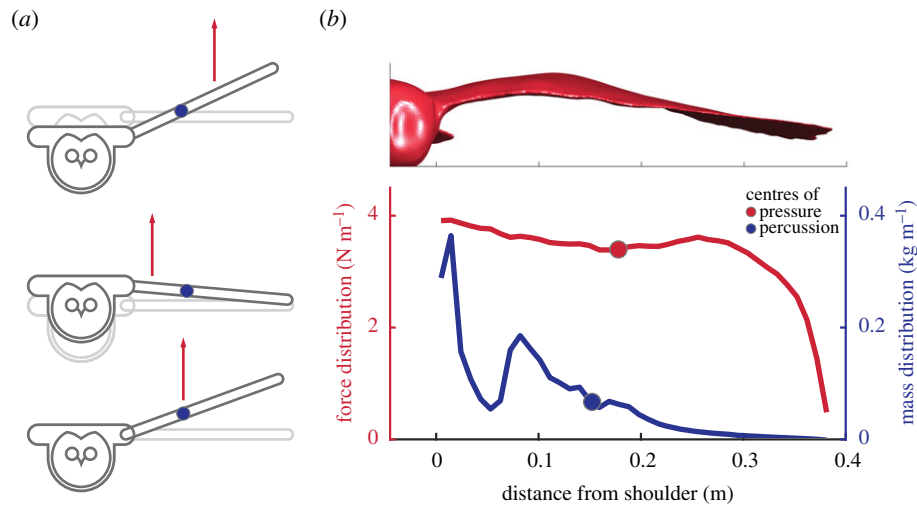 (a)
(b)
centres of
pressure
percussion
force distribution (N m⁻¹)
4
2
0
mass distribution (kg m⁻¹)
0.4
0.2
0
0
0.1
0.2
0.3
0.4
distance from shoulder (m)